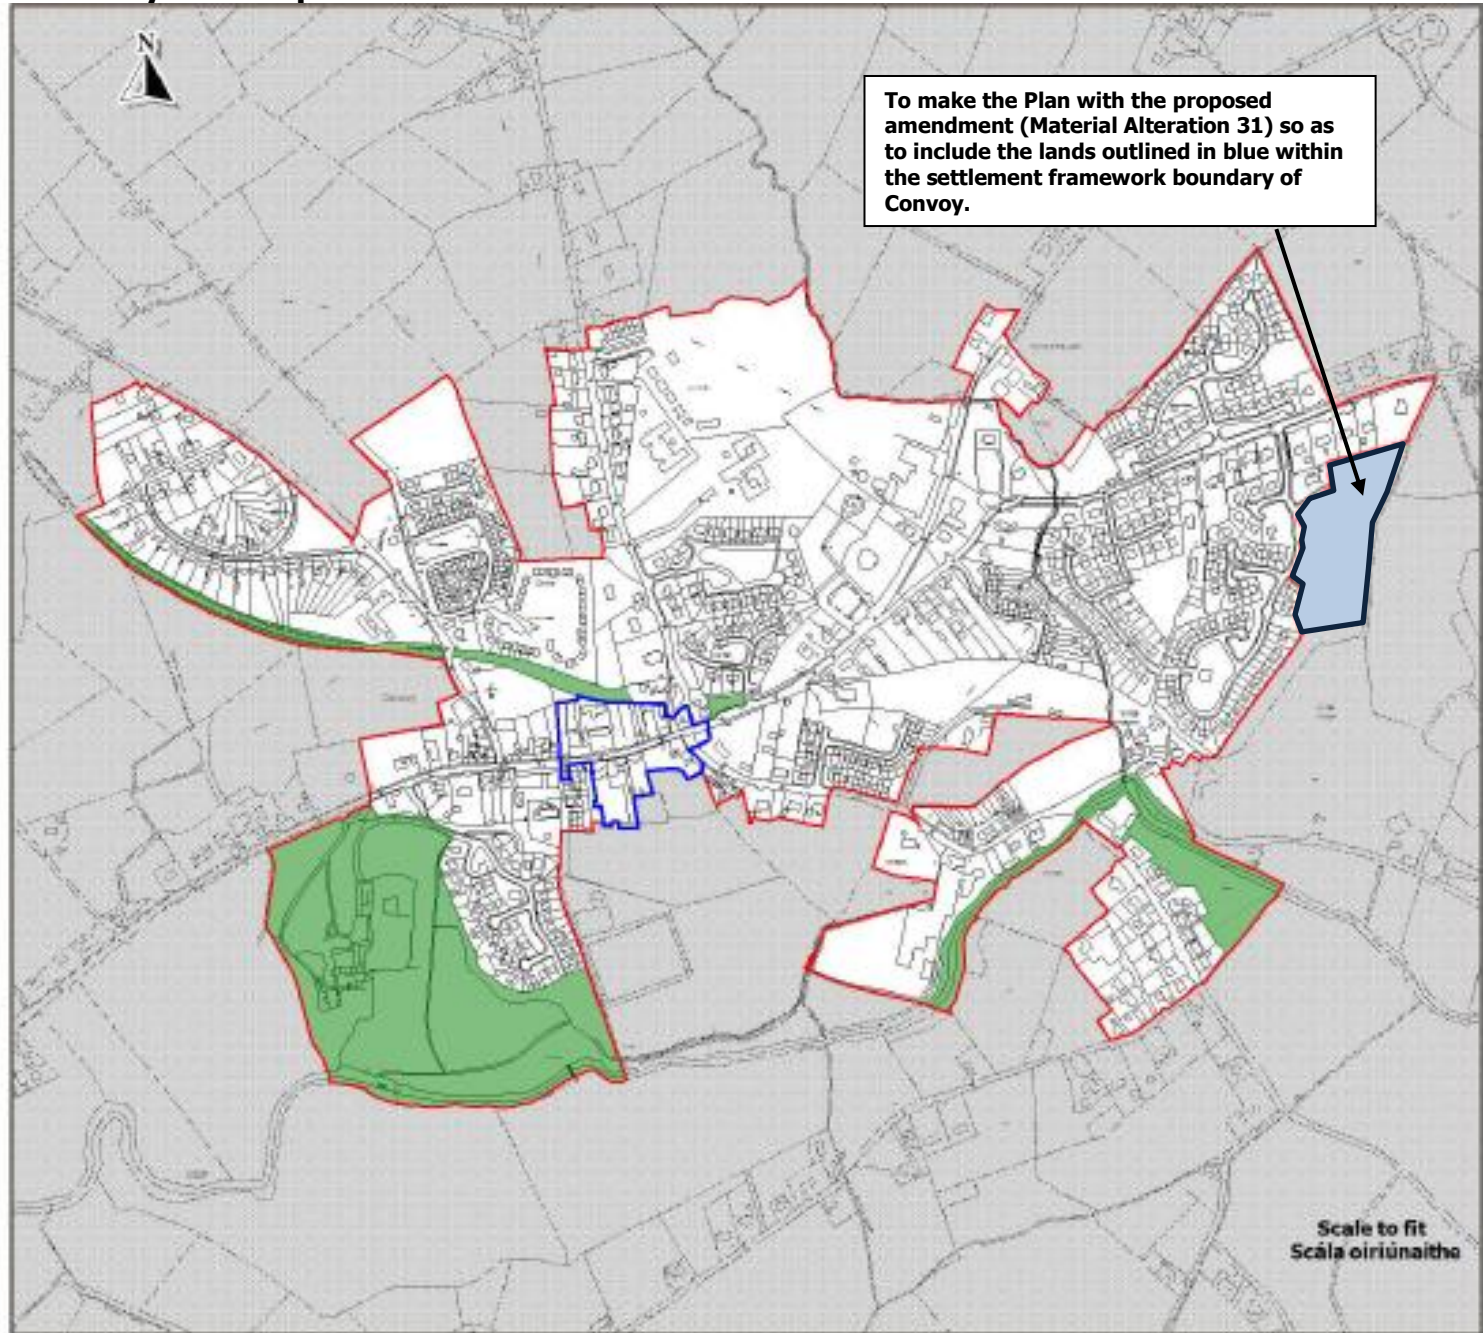 N
To make the Plan with the proposed
amendment (Material Alteration 31) so as
to include the lands outlined in blue within
the settlement framework boundary of
Convoy.
Scale to fit
Scála oiriúnaithe